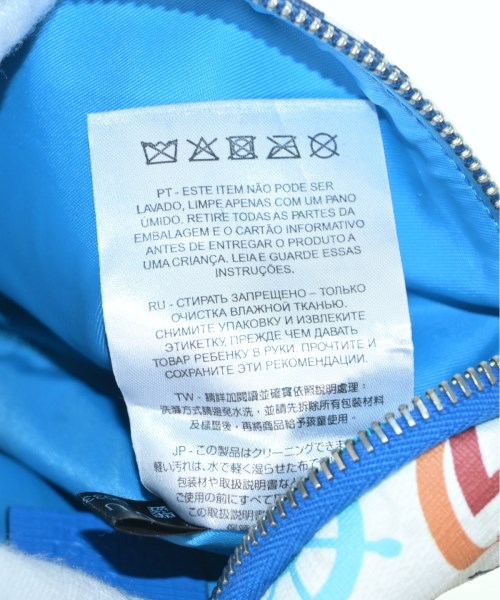 PT - ESTE ITEM NÃO PODE SER
LAVADO, LIMPE APENAS COM UM PANO
ÚMIDO. RETIRE TODAS AS PARTES DA
EMBALAGEM E O CARTÃO INFORMATIVO
ANTES DE ENTREGAR O PRODUTO A
UMA CRIANÇA. LEIA E GUARDE ESSAS
INSTRUÇÕES.
RU - СТИРАТЬ ЗАПРЕЩЕНО – ТОЛЬКО
ОЧИСТКА ВЛАЖНОЙ ТКАНЬЮ.
СНИМИТЕ УПАКОВКУ И ИЗВЛЕКИТЕ
ЭТИКЕТКУ, ПРЕЖДЕ ЧЕМ ДАВАТЬ
ТОВАР РЕБЕНКУ В РУКИ. ПРОЧТИТЕ И
СОХРАНИТЕ ЭТИ РЕКОМЕНДАЦИИ.
TW - 請詳加閱讀並確實依照說明處理。
洗滌方式請避免水洗，並請先拆除所有包裝材料
及標籤後，再將商品給予孩童使用。
JP - この製品はクリーニングできま
軽い汚れは、水で軽く湿らせた布で
包装材や取扱説明書など
ご使用の前にすべて
この取扱説明書
保管